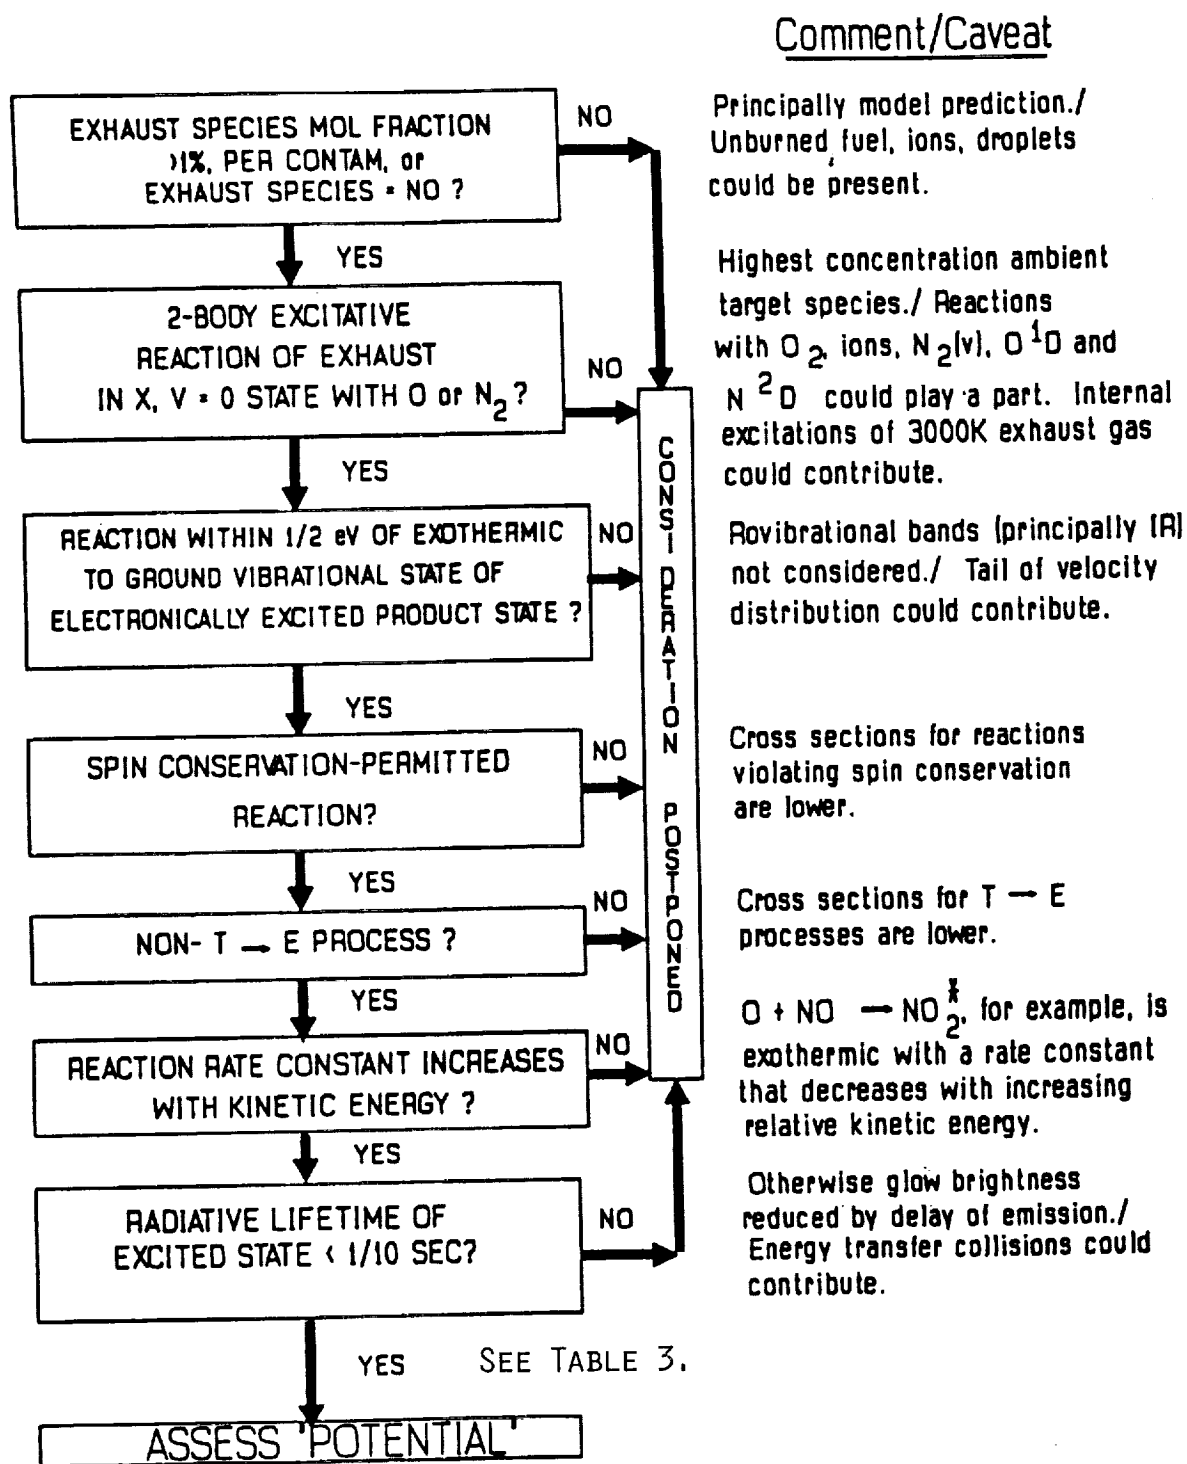 Comment/Caveat
EXHAUST SPECIES MOL FRACTION
>1%, PER CONTAM, or
EXHAUST SPECIES = NO ?
NO
Principally model prediction./
Unburned fuel, ions, droplets
could be present.
YES
2-BODY EXCITATIVE
REACTION OF EXHAUST
IN X, V = 0 STATE WITH O or N2?
NO
Highest concentration ambient
target species./ Reactions
with O2, ions, N2(v), O 1D and
N 2D could play a part. Internal
excitations of 3000K exhaust gas
could contribute.
YES
REACTION WITHIN 1/2 eV OF EXOTHERMIC
TO GROUND VIBRATIONAL STATE OF
ELECTRONICALLY EXCITED PRODUCT STATE ?
NO
Rovibrational bands (principally IR)
not considered./ Tail of velocity
distribution could contribute.
YES
SPIN CONSERVATION-PERMITTED
REACTION?
NO
Cross sections for reactions
violating spin conservation
are lower.
YES
NON- T → E PROCESS ?
NO
Cross sections for T → E
processes are lower.
YES
REACTION RATE CONSTANT INCREASES
WITH KINETIC ENERGY ?
NO
O + NO → NO2*, for example, is
exothermic with a rate constant
that decreases with increasing
relative kinetic energy.
YES
RADIATIVE LIFETIME OF
EXCITED STATE < 1/10 SEC?
NO
Otherwise glow brightness
reduced by delay of emission./
Energy transfer collisions could
contribute.
YES
SEE TABLE 3.
ASSESS 'POTENTIAL'
CONSIDERATION POSTPONED